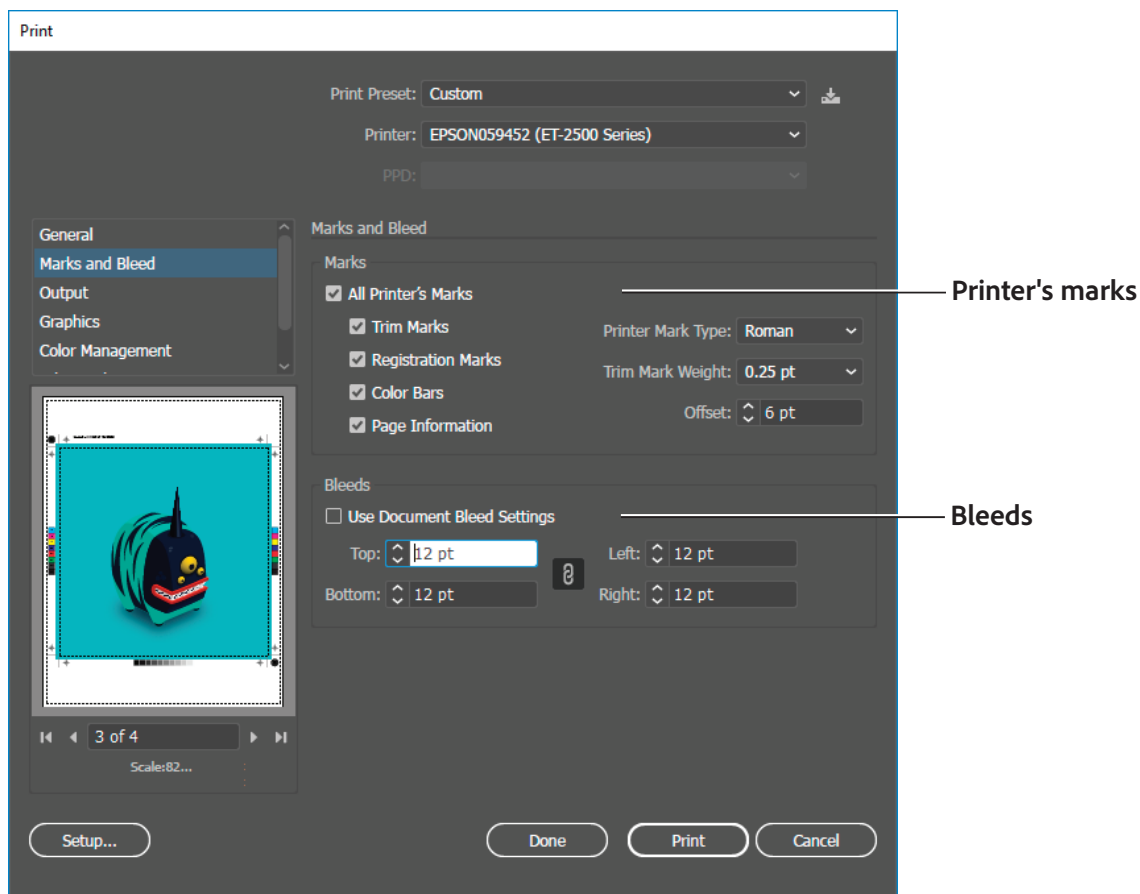 Print
Print Preset: Custom
Printer: EPSON059452 (ET-2500 Series)
PPD:
General
Marks and Bleed
Output
Graphics
Color Management
Marks and Bleed
Marks
All Printer's Marks
Trim Marks
Registration Marks
Color Bars
Page Information
Printer Mark Type: Roman
Trim Mark Weight: 0.25 pt
Offset: 6 pt
Printer's marks
Bleeds
Use Document Bleed Settings
Top: 12 pt
Left: 12 pt
Bottom: 12 pt
Right: 12 pt
Bleeds
3 of 4
Scale:82...
Setup...
Done
Print
Cancel